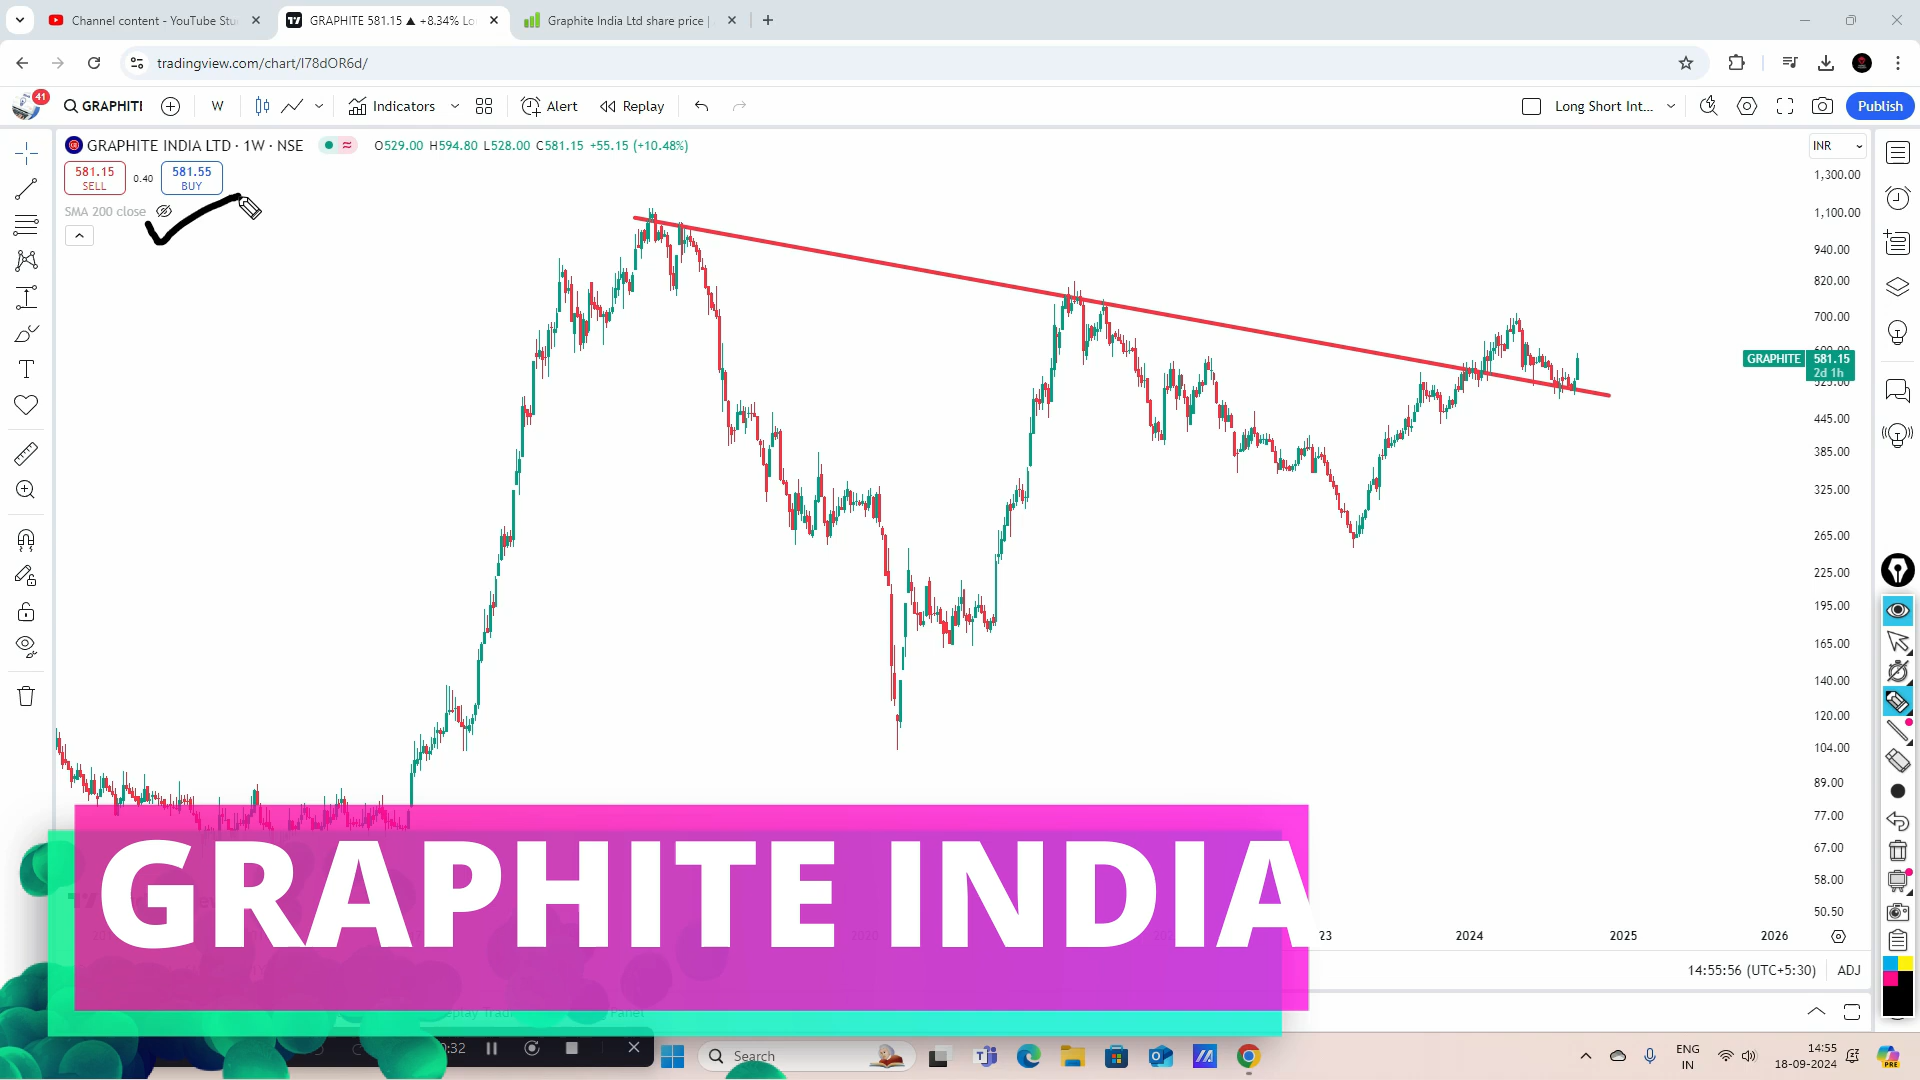 Channel content - YouTube Stu
GRAPHITE 581.15 ▲ +8.34% Lo
Graphite India Ltd share price |
tradingview.com/chart/I78dOR6d/
41
GRAPHITE
W
Indicators
Alert
Replay
Long Short Int...
Publish
GRAPHITE INDIA LTD · 1W · NSE
O529.00 H594.80 L528.00 C581.15 +55.15 (+10.48%)
INR
581.15
SELL
0.40
581.55
BUY
SMA 200 close
1,300.00
1,100.00
940.00
820.00
700.00
GRAPHITE
581.15
2d 1h
445.00
385.00
325.00
265.00
225.00
195.00
165.00
140.00
120.00
104.00
89.00
77.00
67.00
58.00
50.50
GRAPHITE INDIA
2020
23
2024
2025
2026
14:55:56 (UTC+5:30)
ADJ
Panel
:32
Search
ENG
IN
14:55
18-09-2024
PRE